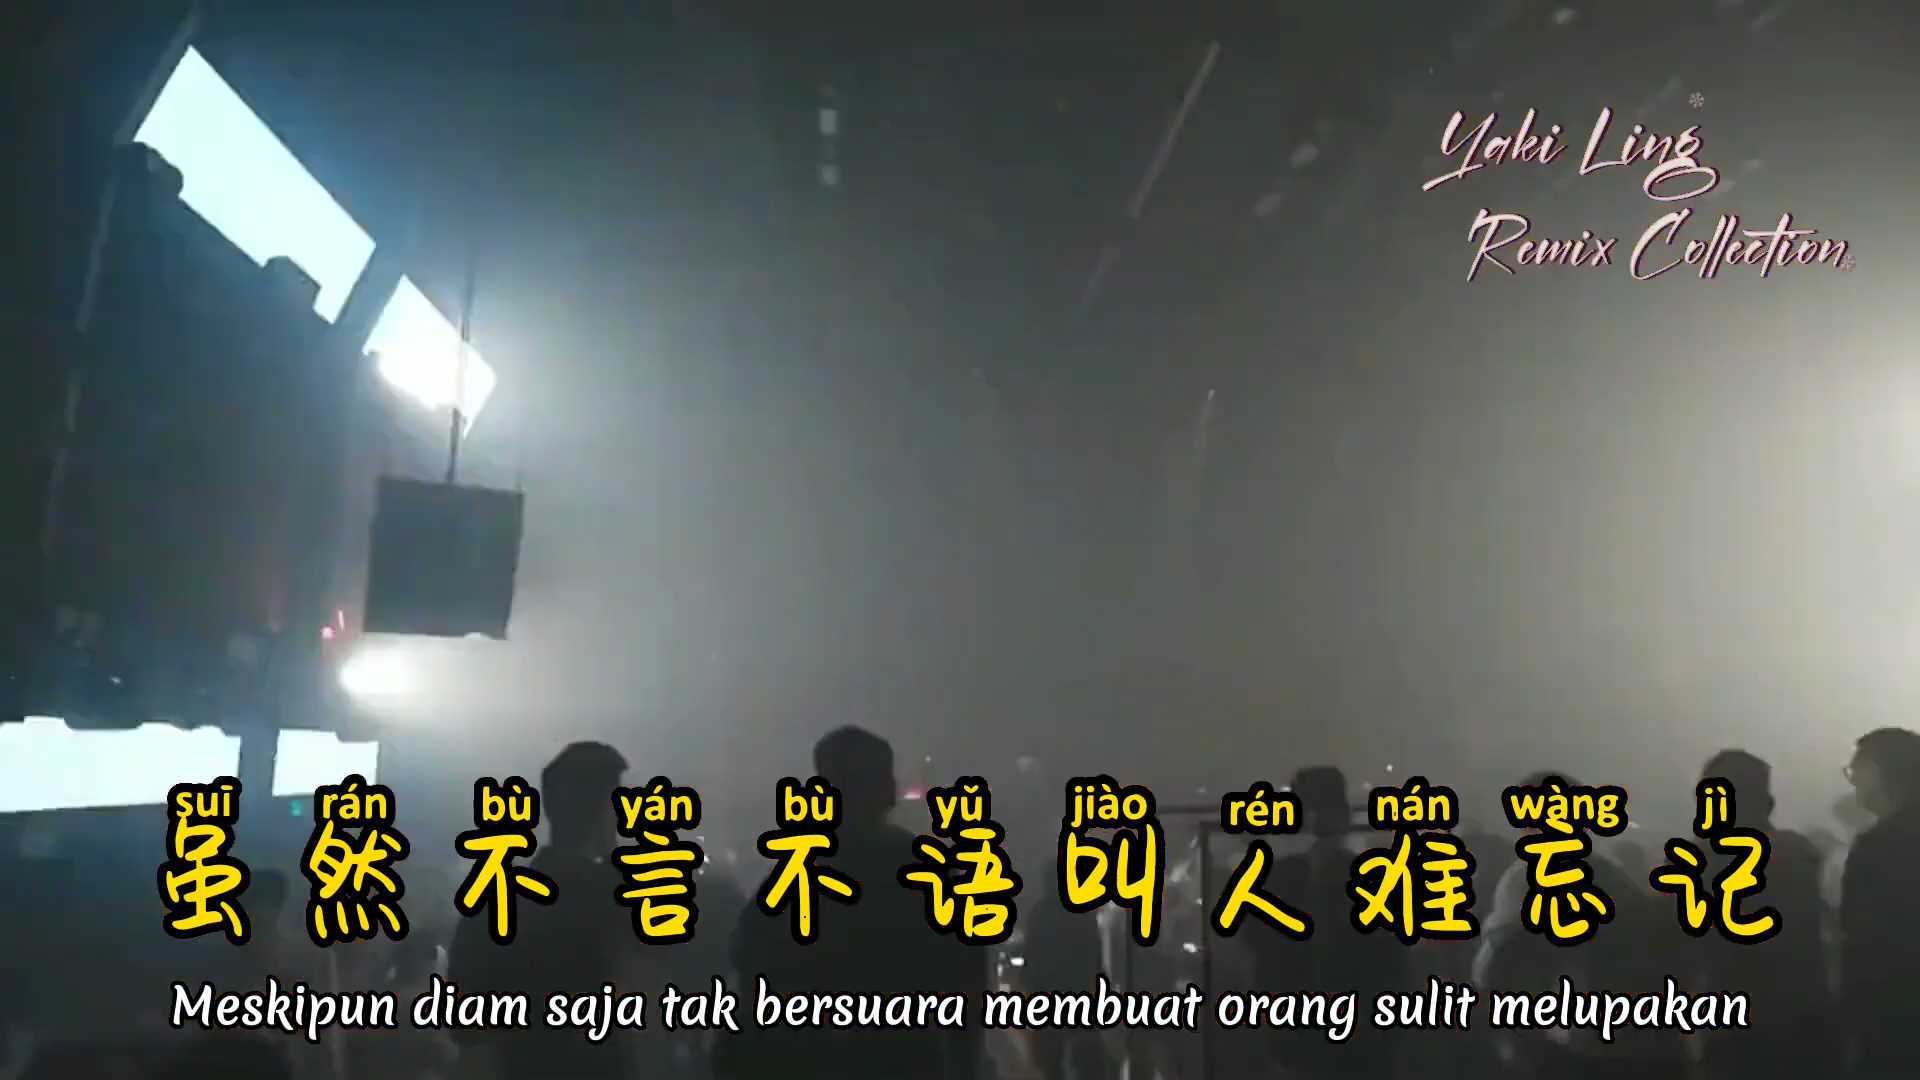 Yaki Ling
Remix Collection
suī rán bù yán bù yǔ jiào rén nán wàng jì
虽然不言不语叫人难忘记
Meskipun diam saja tak bersuara membuat orang sulit melupakan